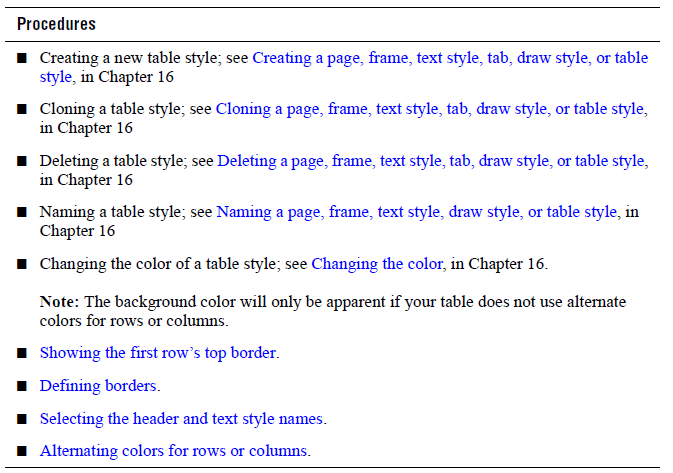 Procedures
■ Creating a new table style; see Creating a page, frame, text style, tab, draw style, or table
style, in Chapter 16
■ Cloning a table style; see Cloning a page, frame, text style, tab, draw style, or table style,
in Chapter 16
■ Deleting a table style; see Deleting a page, frame, text style, tab, draw style, or table style,
in Chapter 16
■ Naming a table style; see Naming a page, frame, text style, draw style, or table style, in
Chapter 16
■ Changing the color of a table style; see Changing the color, in Chapter 16.
Note: The background color will only be apparent if your table does not use alternate
colors for rows or columns.
■ Showing the first row’s top border.
■ Defining borders.
■ Selecting the header and text style names.
■ Alternating colors for rows or columns.